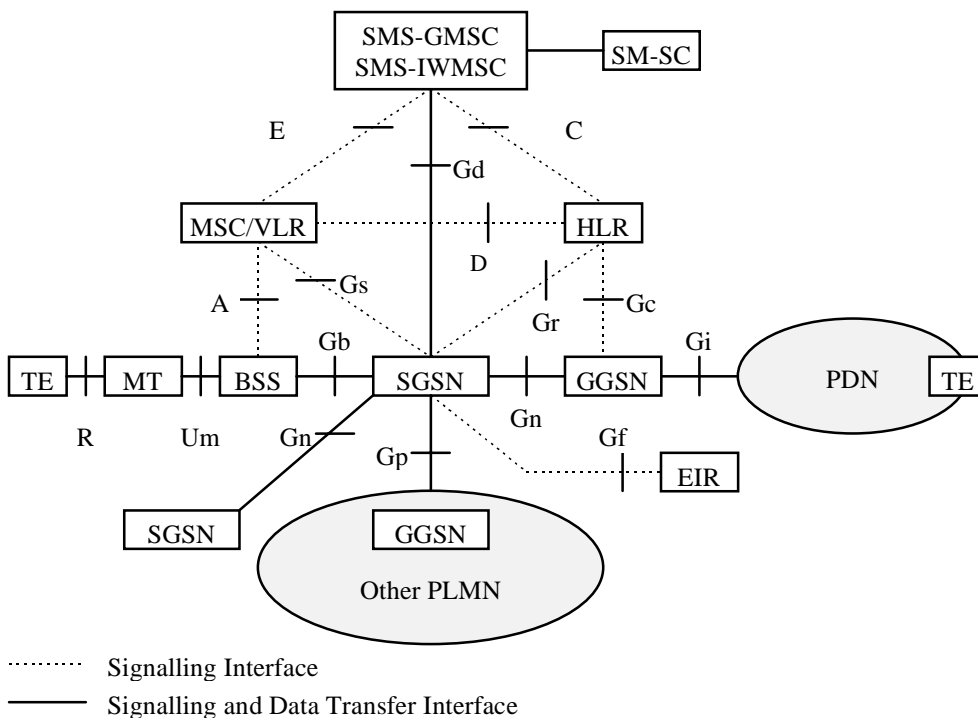 SMS-GMSC
SMS-IWMSC
SM-SC
E
C
Gd
MSC/VLR
HLR
D
Gs
A
Gr
Gc
Gb
Gi
TE
MT
BSS
SGSN
GGSN
PDN
TE
R
Um
Gn
Gn
Gp
Gf
EIR
SGSN
GGSN
Other PLMN
Signalling Interface
Signalling and Data Transfer Interface